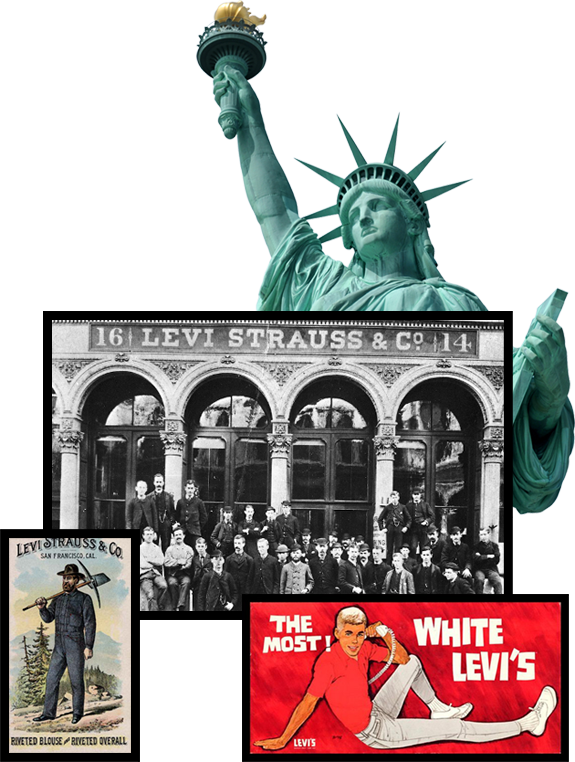 16 LEVI STRAUSS & Co 14
LEVI STRAUSS & Co.
SAN FRANCISCO, CAL.
RIVETED BLOUSE AND RIVETED OVERALL
THE
MOST!
WHITE
LEVI'S
LEVI'S